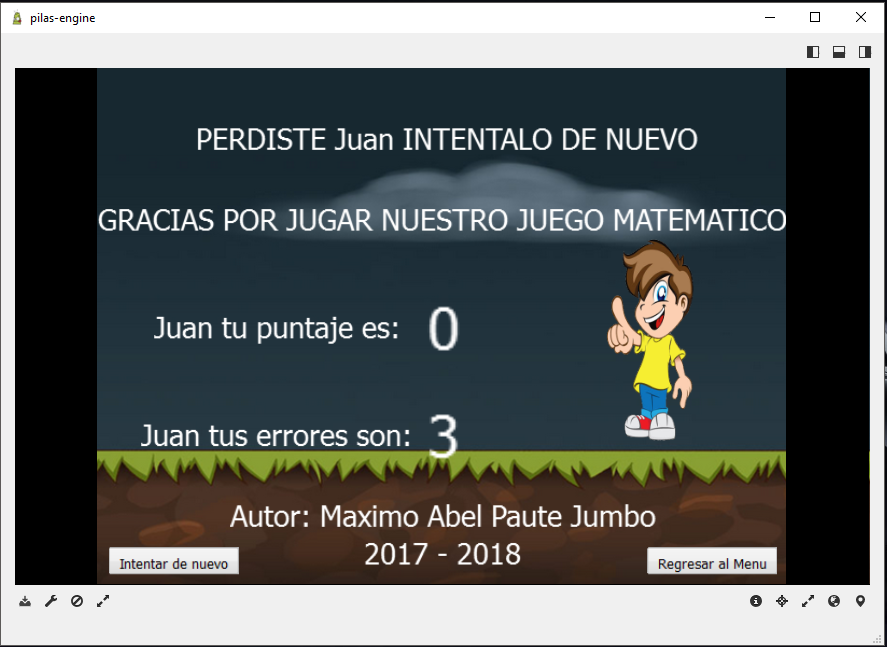 pilas-engine
PERDISTE Juan INTENTALO DE NUEVO
GRACIAS POR JUGAR NUESTRO JUEGO MATEMATICO
Juan tu puntaje es: 0
Juan tus errores son: 3
Autor: Maximo Abel Paute Jumbo
2017 - 2018
Intentar de nuevo
Regresar al Menu